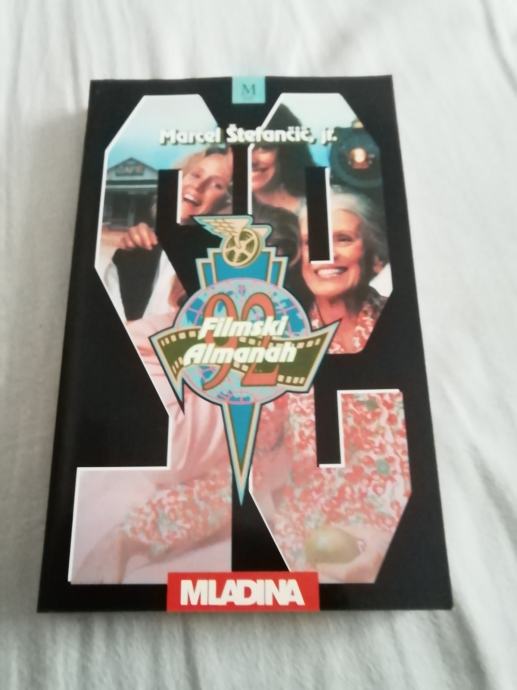 M
Marcel Štefančič, jr.
92
Filmski
Almanah
MLADINA